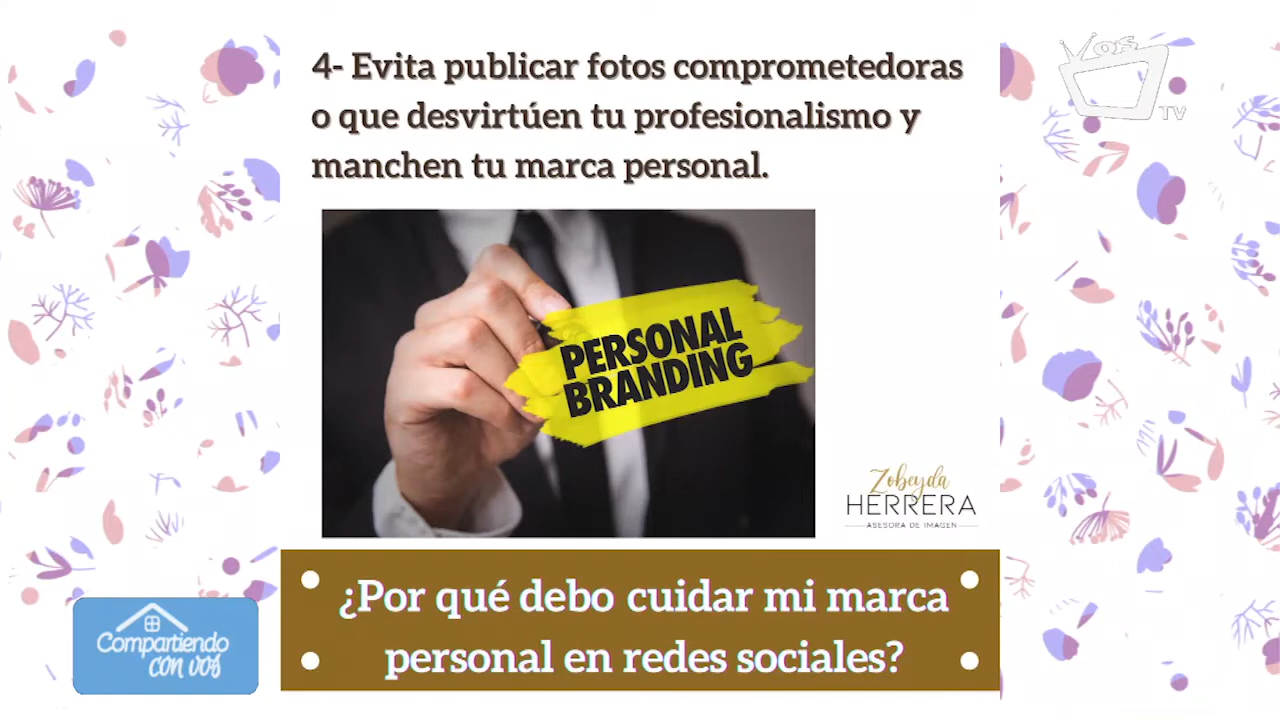 4- Evita publicar fotos comprometedoras
o que desvirtúen tu profesionalismo y
manchen tu marca personal.
VOS
TV
PERSONAL
BRANDING
Zobeyda
HERRERA
ASESORA DE IMAGEN
¿Por qué debo cuidar mi marca
personal en redes sociales?
Compartiendo
con vos